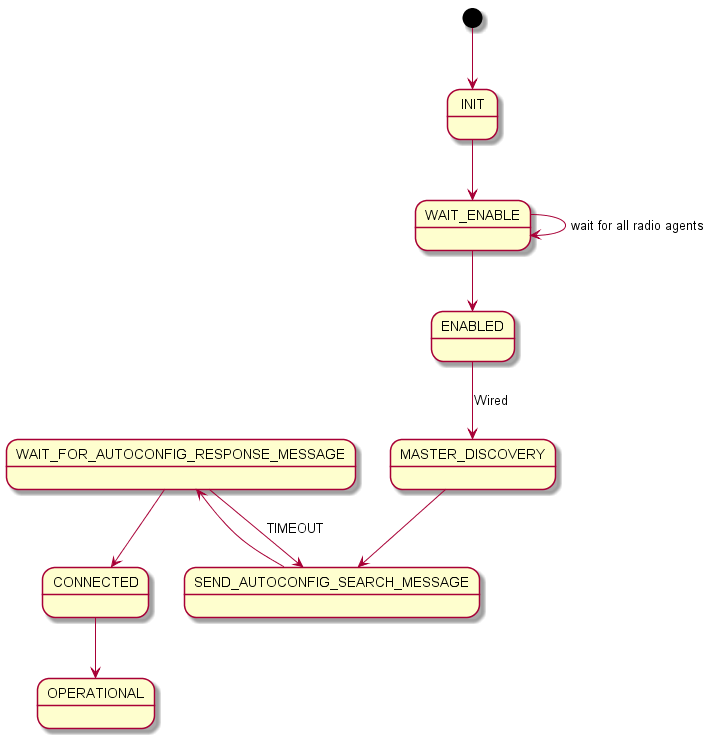 INIT
WAIT_ENABLE
wait for all radio agents
ENABLED
Wired
WAIT_FOR_AUTOCONFIG_RESPONSE_MESSAGE
MASTER_DISCOVERY
TIMEOUT
CONNECTED
SEND_AUTOCONFIG_SEARCH_MESSAGE
OPERATIONAL